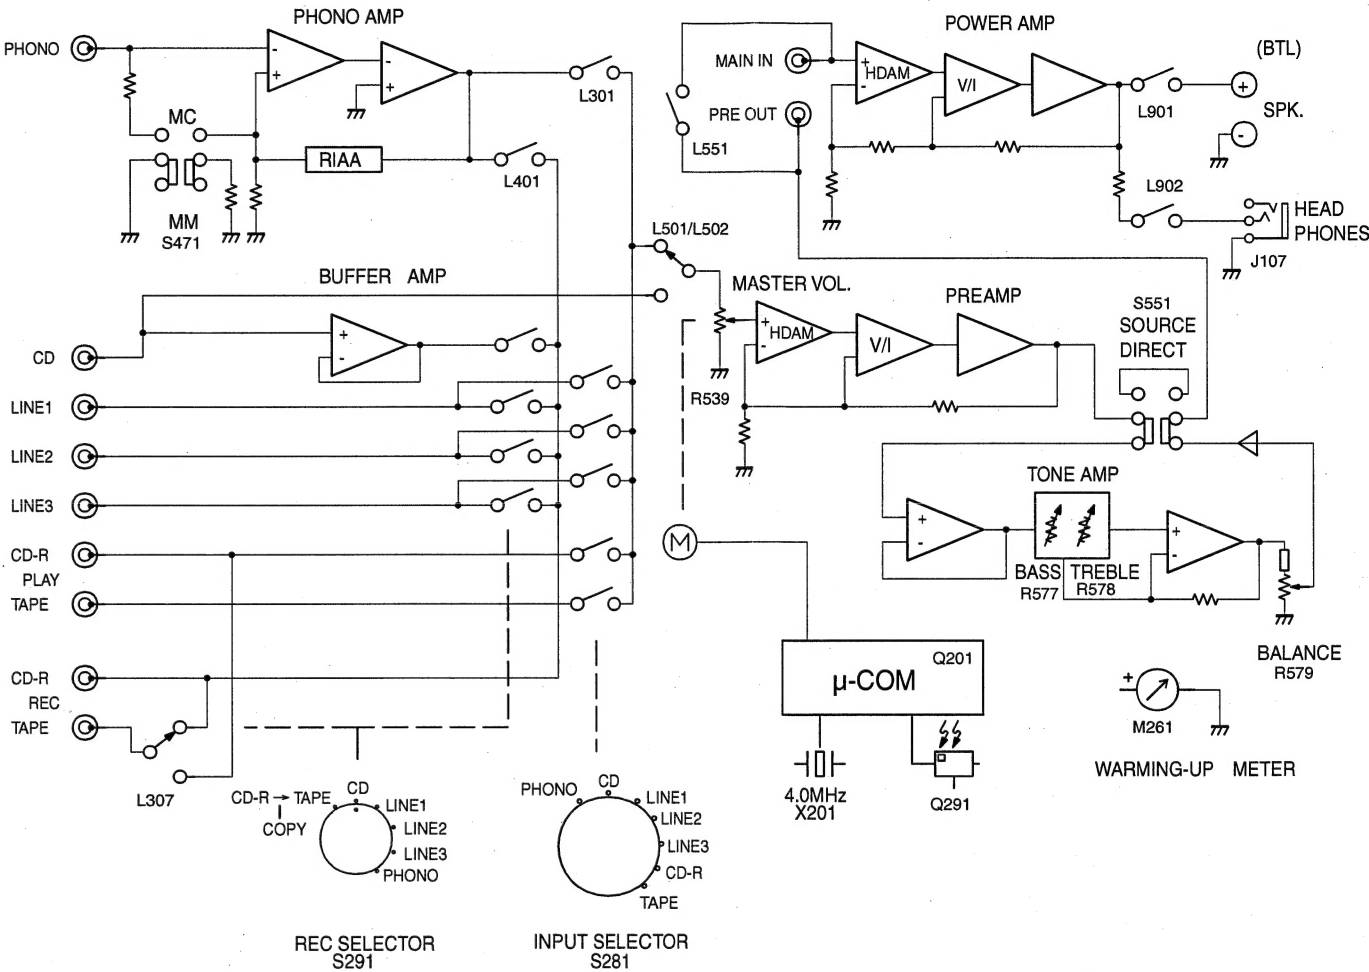 PHONO AMP
PHONO
-
+
-
+
L301
MC
RIAA
L401
MM
S471
POWER AMP
(BTL)
MAIN IN
+
-
HDAM
V/I
L901
+
SPK.
-
PRE OUT
L551
L902
HEAD
PHONES
J107
L501/L502
BUFFER AMP
+
-
CD
LINE1
LINE2
LINE3
CD-R
PLAY
TAPE
CD-R
REC
TAPE
L307
MASTER VOL.
R539
+
-
HDAM
V/I
PREAMP
S551
SOURCE
DIRECT
TONE AMP
+
-
BASS
R577
TREBLE
R578
+
-
BALANCE
R579
M
Q201
µ-COM
4.0MHz
X201
Q291
+
M261
WARMING-UP METER
CD-R → TAPE
COPY
CD
LINE1
LINE2
LINE3
PHONO
REC SELECTOR
S291
PHONO
CD
LINE1
LINE2
LINE3
CD-R
TAPE
INPUT SELECTOR
S281